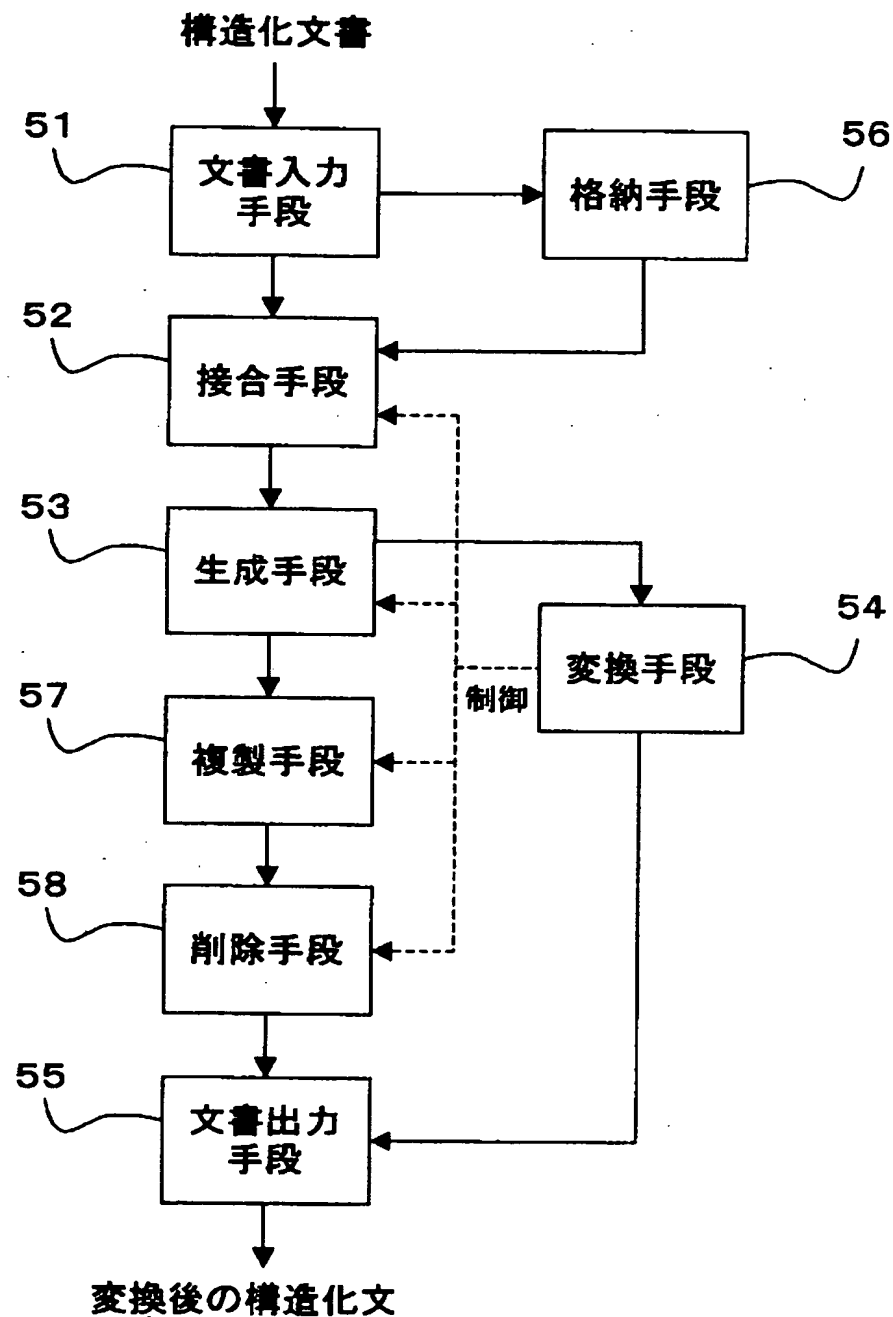 構造化文書
51
文書入力
手段
56
格納手段
52
接合手段
53
生成手段
54
変換手段
制御
57
複製手段
58
削除手段
55
文書出力
手段
変換後の構造化文